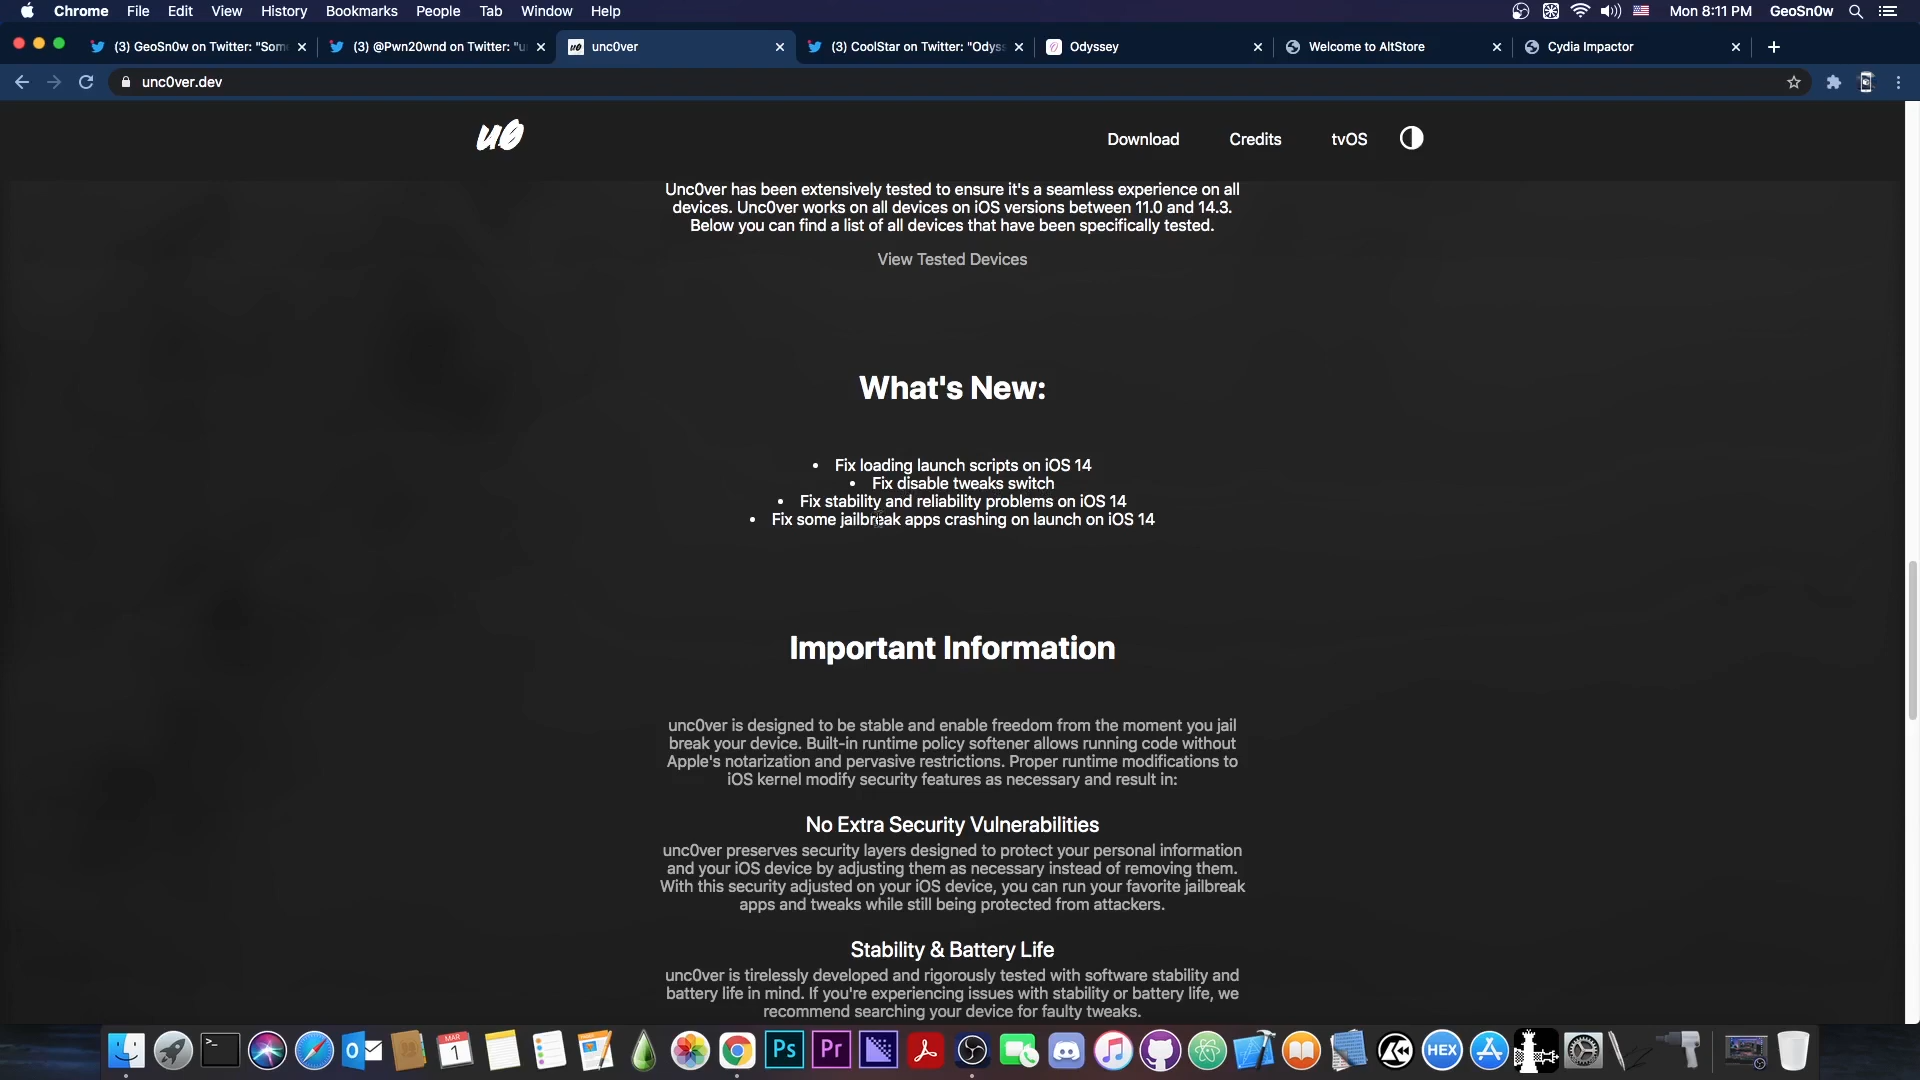 Chrome File Edit View History Bookmarks People Tab Window Help
Mon 8:11 PM GeoSn0w
(3) GeoSn0w on Twitter: "Som
(3) @Pwn20wnd on Twitter: "u
unc0ver
(3) CoolStar on Twitter: "Odyss
Odyssey
Welcome to AltStore
Cydia Impactor
unc0ver.dev
u0
Download Credits tvOS
Unc0ver has been extensively tested to ensure it's a seamless experience on all
devices. Unc0ver works on all devices on iOS versions between 11.0 and 14.3.
Below you can find a list of all devices that have been specifically tested.
View Tested Devices
What's New:
• Fix loading launch scripts on iOS 14
• Fix disable tweaks switch
• Fix stability and reliability problems on iOS 14
• Fix some jailbreak apps crashing on launch on iOS 14
Important Information
unc0ver is designed to be stable and enable freedom from the moment you jail
break your device. Built-in runtime policy softener allows running code without
Apple's notarization and pervasive restrictions. Proper runtime modifications to
iOS kernel modify security features as necessary and result in:
No Extra Security Vulnerabilities
unc0ver preserves security layers designed to protect your personal information
and your iOS device by adjusting them as necessary instead of removing them.
With this security adjusted on your iOS device, you can run your favorite jailbreak
apps and tweaks while still being protected from attackers.
Stability & Battery Life
unc0ver is tirelessly developed and rigorously tested with software stability and
battery life in mind. If you're experiencing issues with stability or battery life, we
recommend searching your device for faulty tweaks.
MAR
1
Ps
Pr
HEX